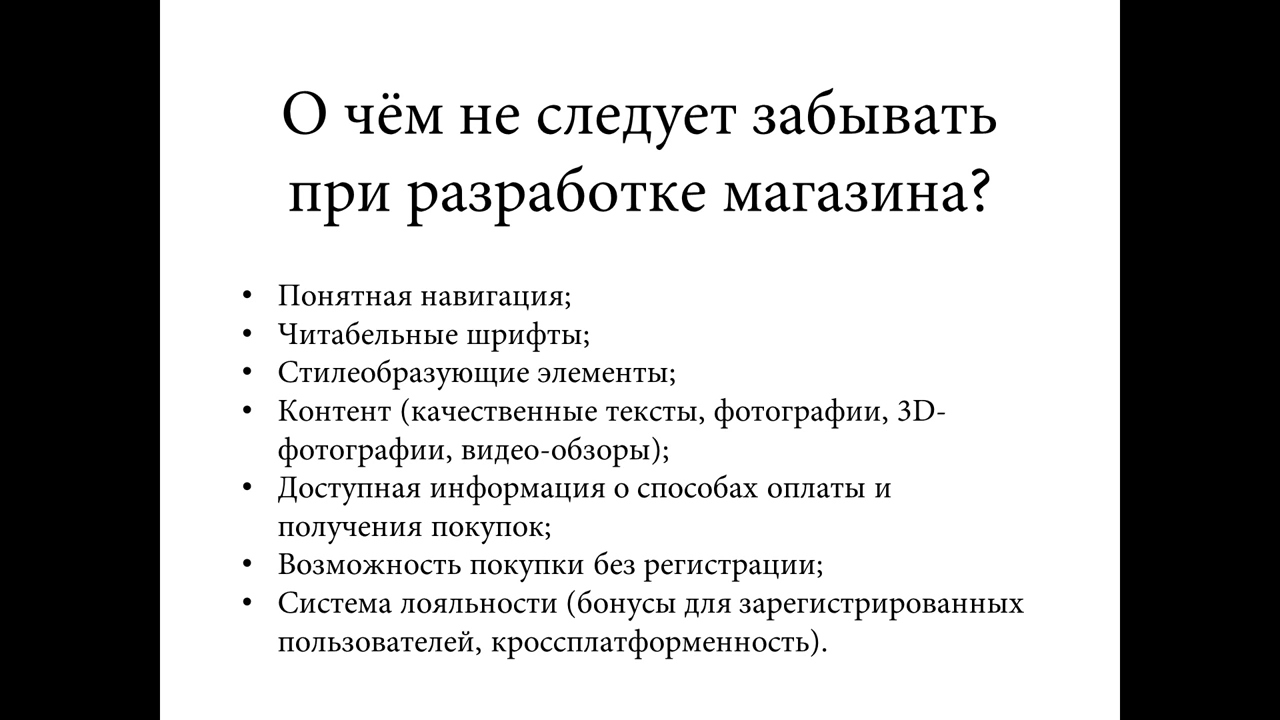 О чём не следует забывать
при разработке магазина?
• Понятная навигация;
• Читабельные шрифты;
• Стилеобразующие элементы;
• Контент (качественные тексты, фотографии, 3D-
фотографии, видео-обзоры);
• Доступная информация о способах оплаты и
получения покупок;
• Возможность покупки без регистрации;
• Система лояльности (бонусы для зарегистрированных
пользователей, кроссплатформенность).